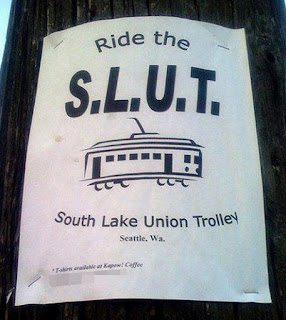 Ride the
S.L.U.T.
South Lake Union Trolley
Seattle, Wa.
*T-shirts available at Kapow! Coffee